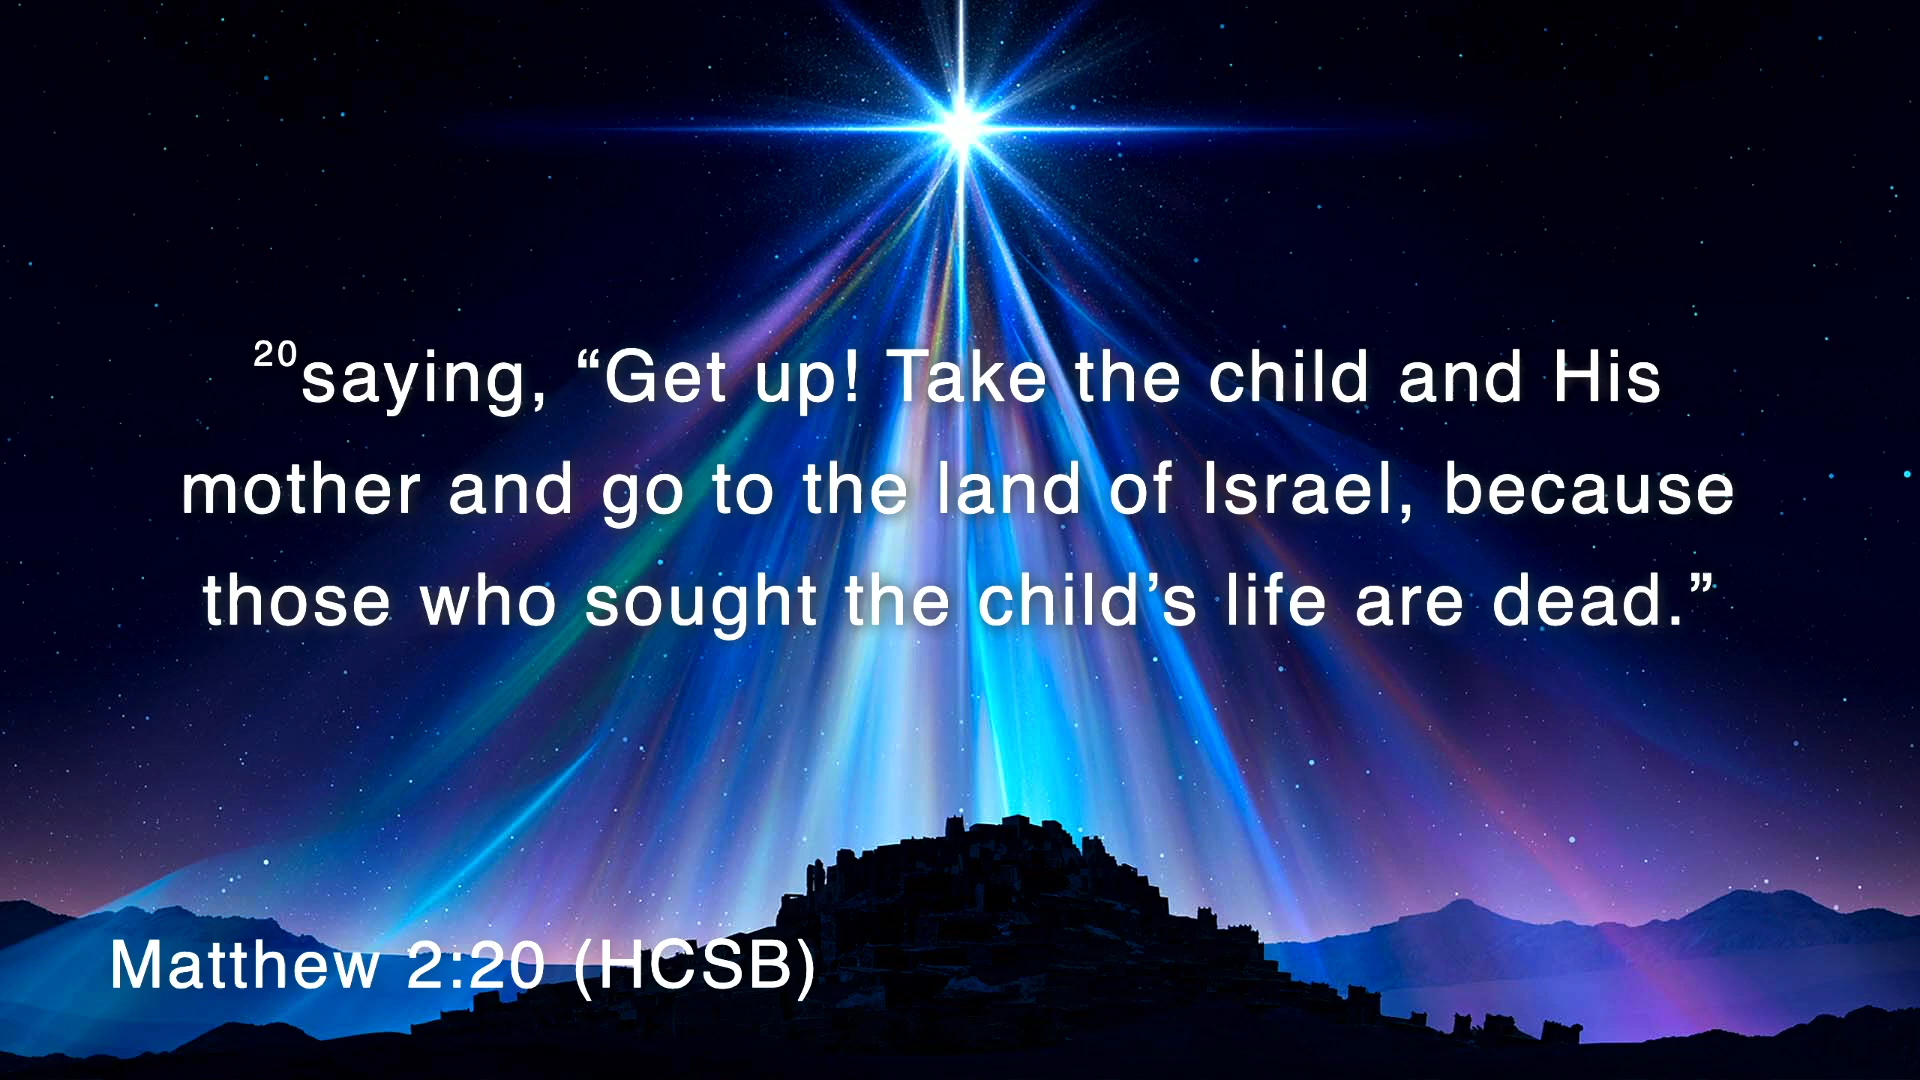 20saying, “Get up! Take the child and His
mother and go to the land of Israel, because
those who sought the child’s life are dead.”
Matthew 2:20 (HCSB)